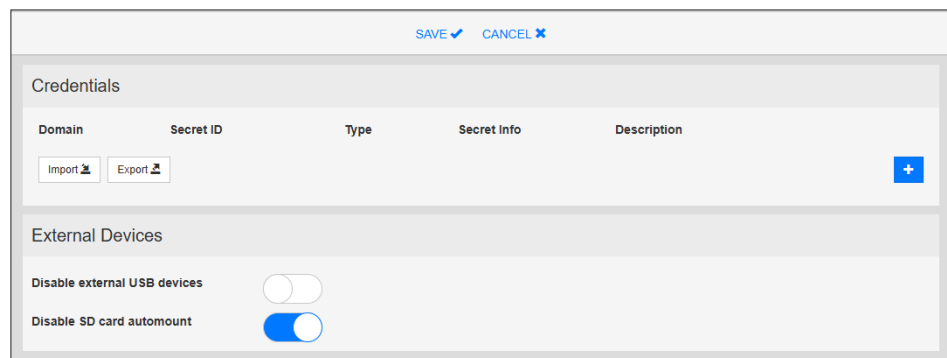 SAVE CANCEL
Credentials
Domain Secret ID Type Secret Info Description
Import Export
External Devices
Disable external USB devices
Disable SD card automount